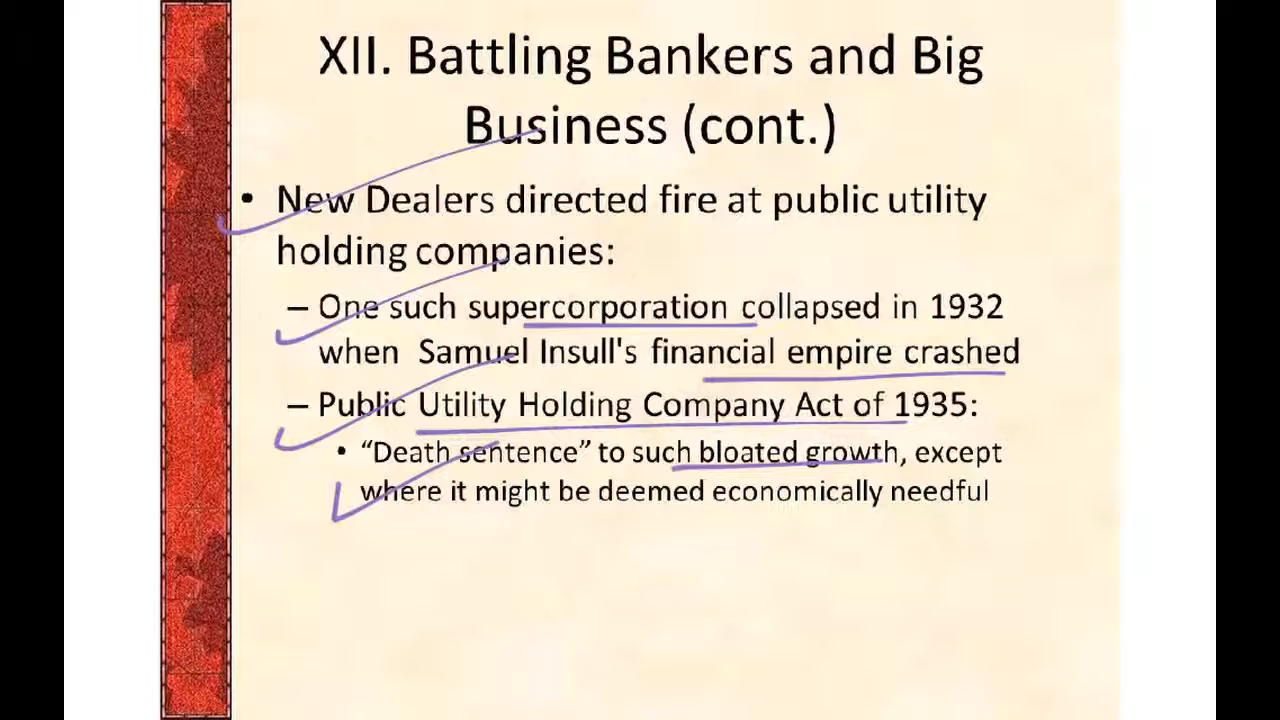 XII. Battling Bankers and Big
Business (cont.)
• New Dealers directed fire at public utility
holding companies:
– One such supercorporation collapsed in 1932
when Samuel Insull's financial empire crashed
– Public Utility Holding Company Act of 1935:
• “Death sentence” to such bloated growth, except
where it might be deemed economically needful